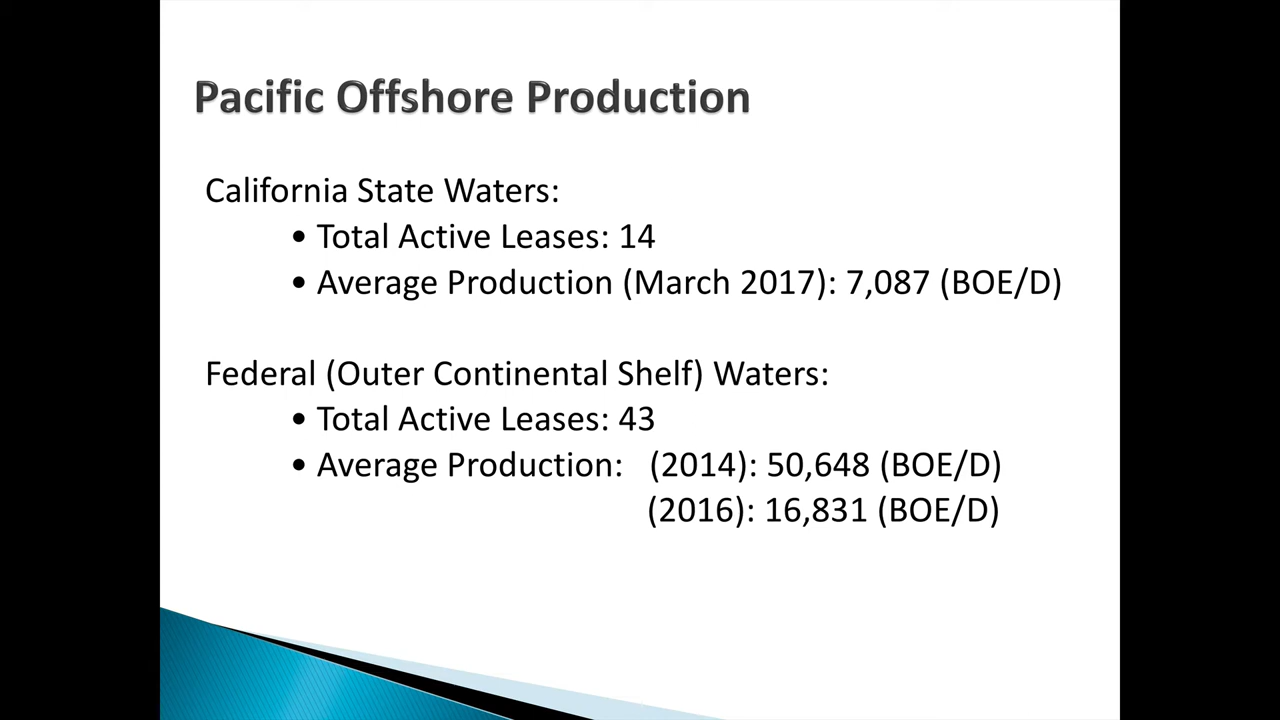 Pacific Offshore Production
California State Waters:
• Total Active Leases: 14
• Average Production (March 2017): 7,087 (BOE/D)
Federal (Outer Continental Shelf) Waters:
• Total Active Leases: 43
• Average Production: (2014): 50,648 (BOE/D)
(2016): 16,831 (BOE/D)